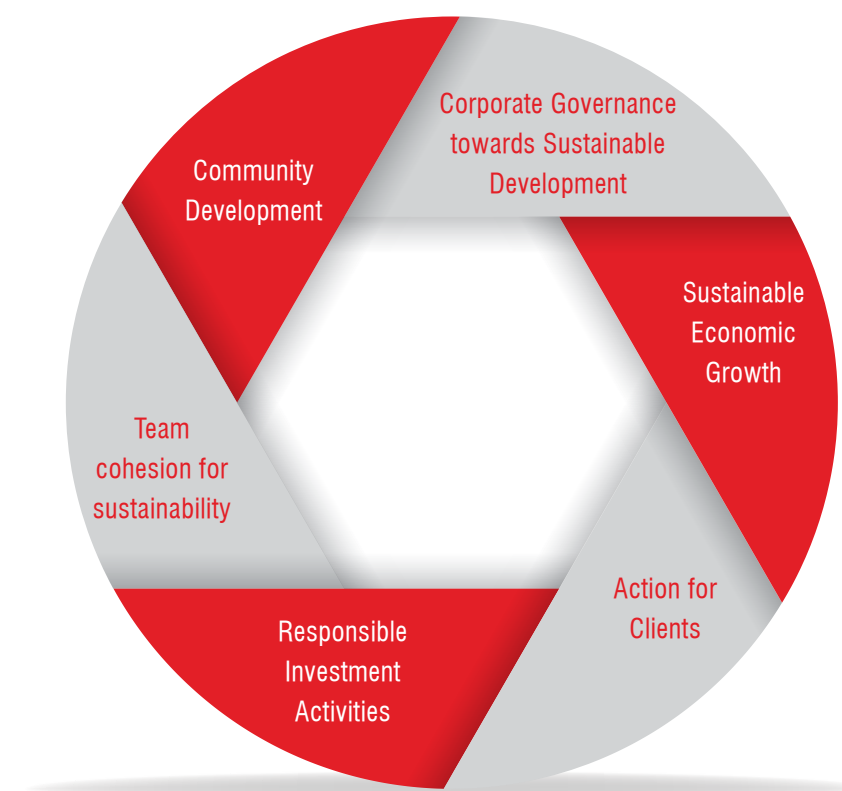 Corporate Governance
towards Sustainable
Development
Sustainable
Economic
Growth
Action for
Clients
Responsible
Investment
Activities
Team
cohesion for
sustainability
Community
Development